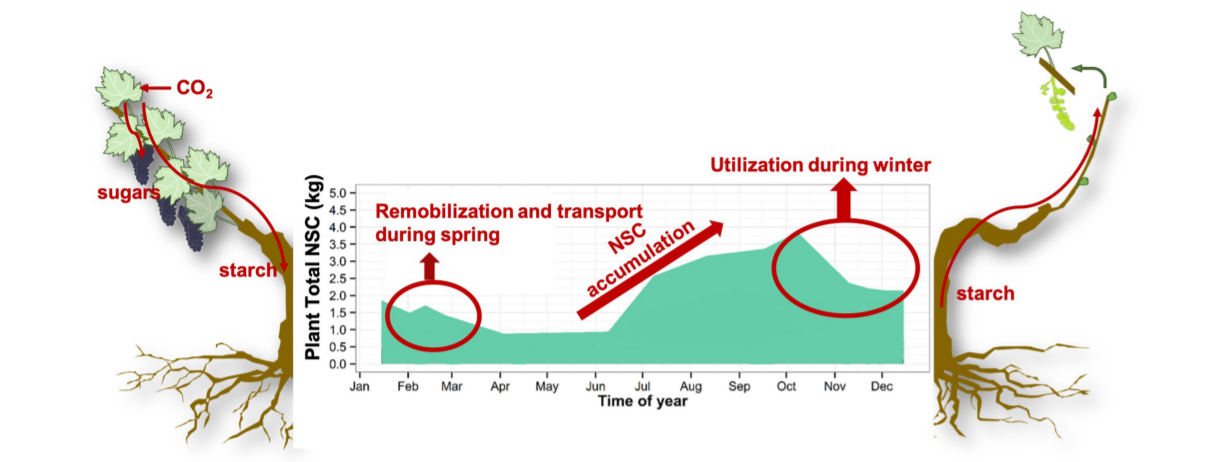 CO₂
sugars
starch
Plant Total NSC (kg)
5.0
4.5
4.0
3.5
3.0
2.5
2.0
1.5
1.0
0.5
0.0
Remobilization and transport
during spring
NSC
accumulation
Utilization during winter
Jan Feb Mar Apr May Jun Jul Aug Sep Oct Nov Dec
Time of year
starch